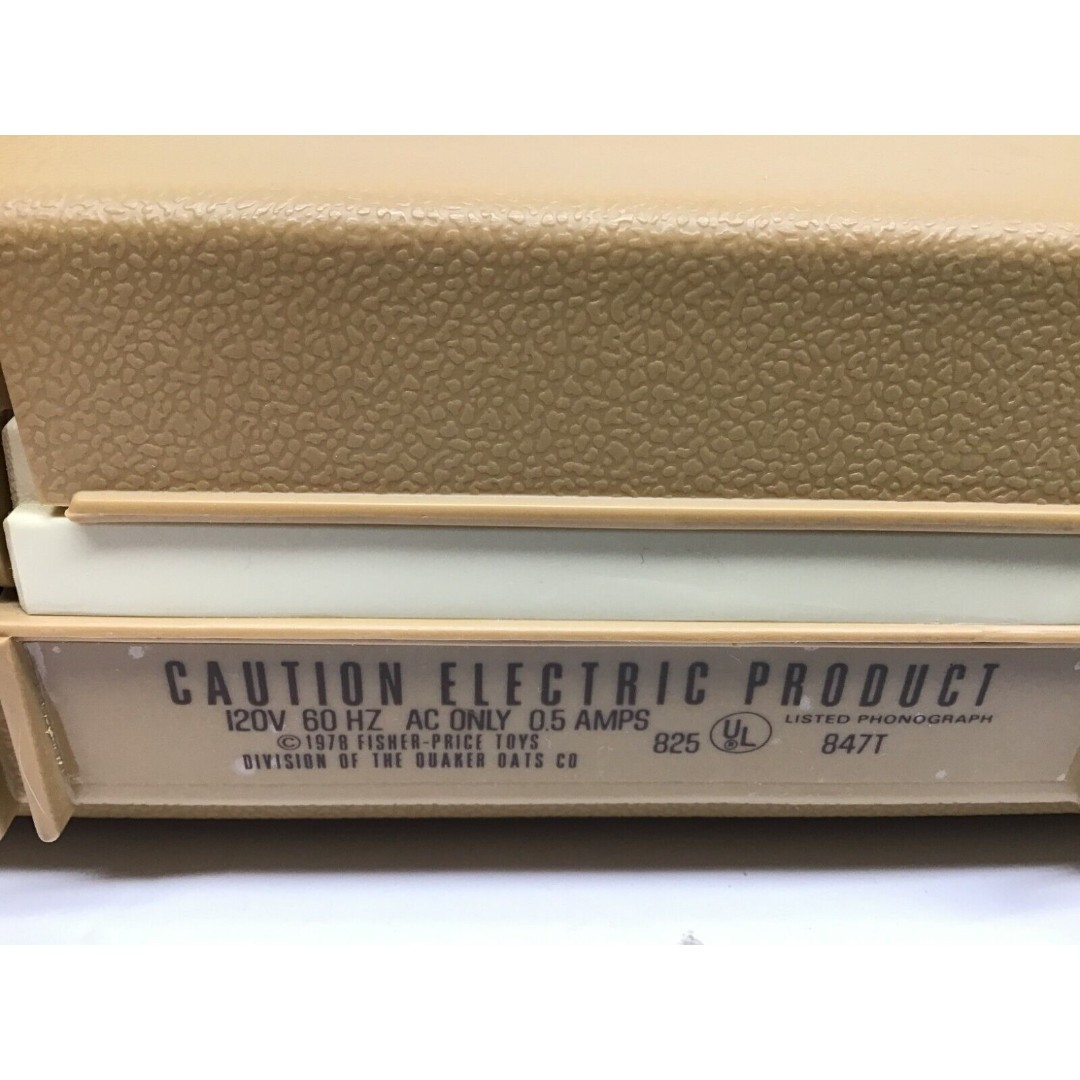 CAUTION ELECTRIC PRODUCT
120V 60 HZ AC ONLY 0.5 AMPS
© 1978 FISHER-PRICE TOYS
DIVISION OF THE QUAKER OATS CO
825 UL® LISTED PHONOGRAPH
847T